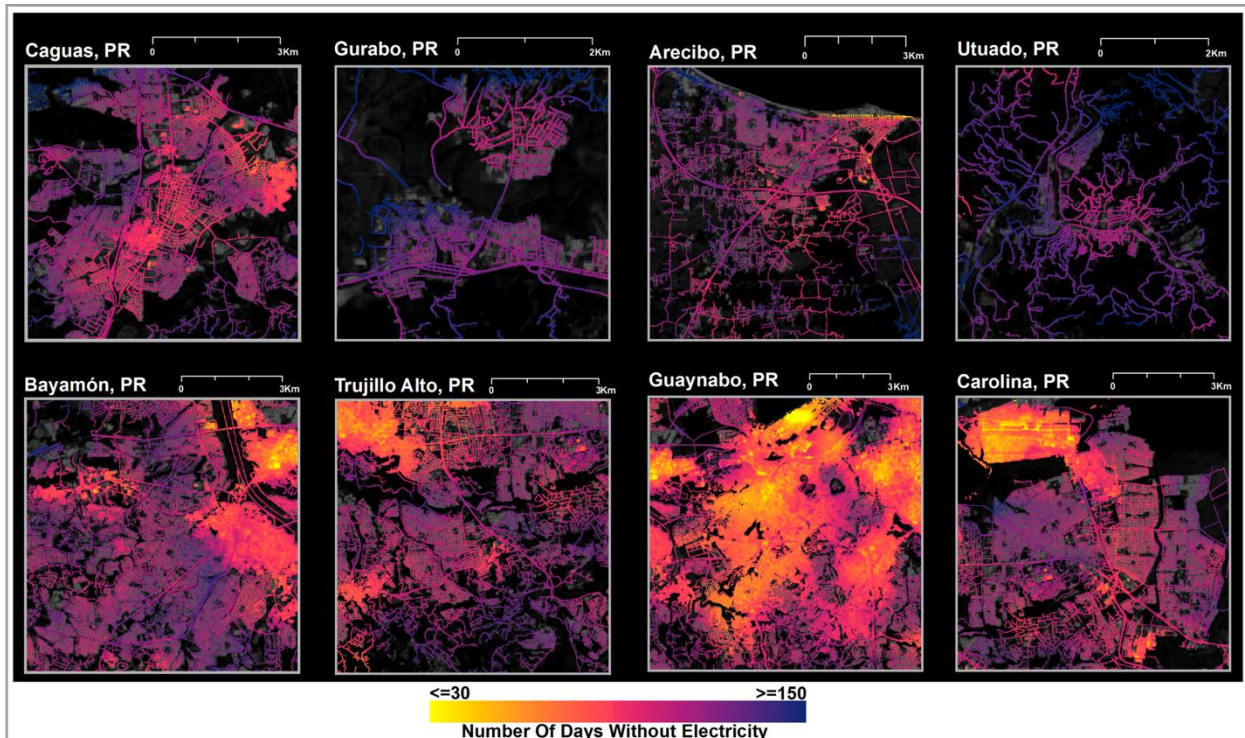 Caguas, PR
0 3Km
Gurabo, PR
0 2Km
Arecibo, PR
0 3Km
Utuado, PR
0 2Km
Bayamón, PR
0 3Km
Trujillo Alto, PR
0 3Km
Guaynabo, PR
0 3Km
Carolina, PR
0 3Km
<=30 >=150
Number Of Days Without Electricity